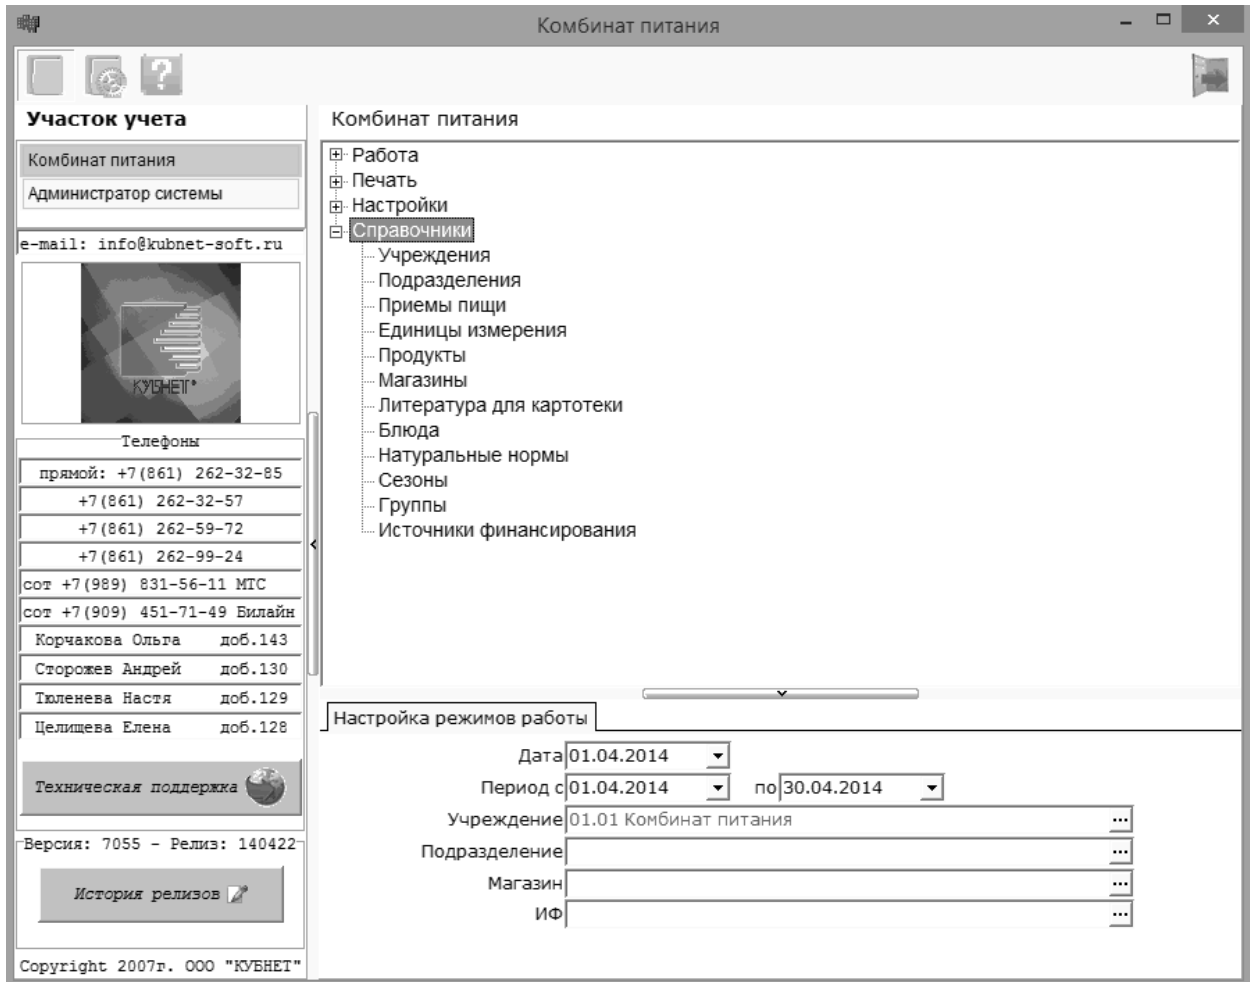 Комбинат питания
Участок учета
Комбинат питания
Администратор системы
e-mail: info@kubnet-soft.ru
КУБНЕТ®
Телефоны
прямой: +7(861) 262-32-85
+7(861) 262-32-57
+7(861) 262-59-72
+7(861) 262-99-24
сот +7(989) 831-56-11 МТС
сот +7(909) 451-71-49 Билайн
Корчакова Ольга доб.143
Сторожев Андрей доб.130
Тюленева Настя доб.129
Целищева Елена доб.128
Техническая поддержка
Версия: 7055 - Релиз: 140422
История релизов
Copyright 2007г. ООО "КУБНЕТ"
Комбинат питания
Работа
Печать
Настройки
Справочники
Учреждения
Подразделения
Приемы пищи
Единицы измерения
Продукты
Магазины
Литература для картотеки
Блюда
Натуральные нормы
Сезоны
Группы
Источники финансирования
Настройка режимов работы
Дата 01.04.2014
Период с 01.04.2014 по 30.04.2014
Учреждение 01.01 Комбинат питания ...
Подразделение ...
Магазин ...
ИФ ...